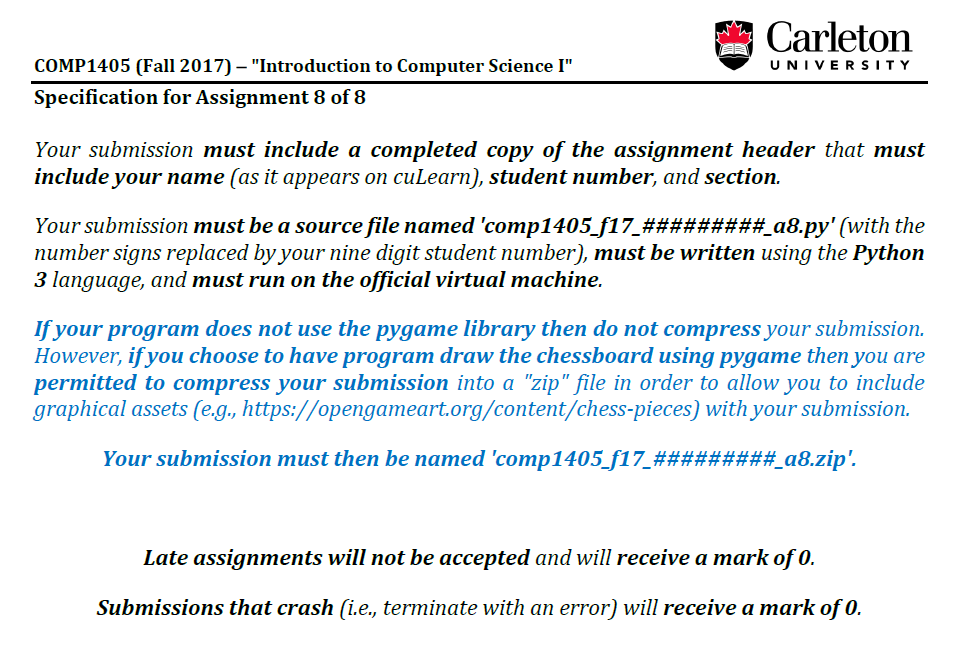 Carleton
UNIVERSITY
COMP1405 (Fall 2017) – "Introduction to Computer Science I"
Specification for Assignment 8 of 8
Your submission must include a completed copy of the assignment header that must
include your name (as it appears on cuLearn), student number, and section.
Your submission must be a source file named 'comp1405_f17_#########_a8.py' (with the
number signs replaced by your nine digit student number), must be written using the Python
3 language, and must run on the official virtual machine.
If your program does not use the pygame library then do not compress your submission.
However, if you choose to have program draw the chessboard using pygame then you are
permitted to compress your submission into a "zip" file in order to allow you to include
graphical assets (e.g., https://opengameart.org/content/chess-pieces) with your submission.
Your submission must then be named 'comp1405_f17_#########_a8.zip'.
Late assignments will not be accepted and will receive a mark of 0.
Submissions that crash (i.e., terminate with an error) will receive a mark of 0.